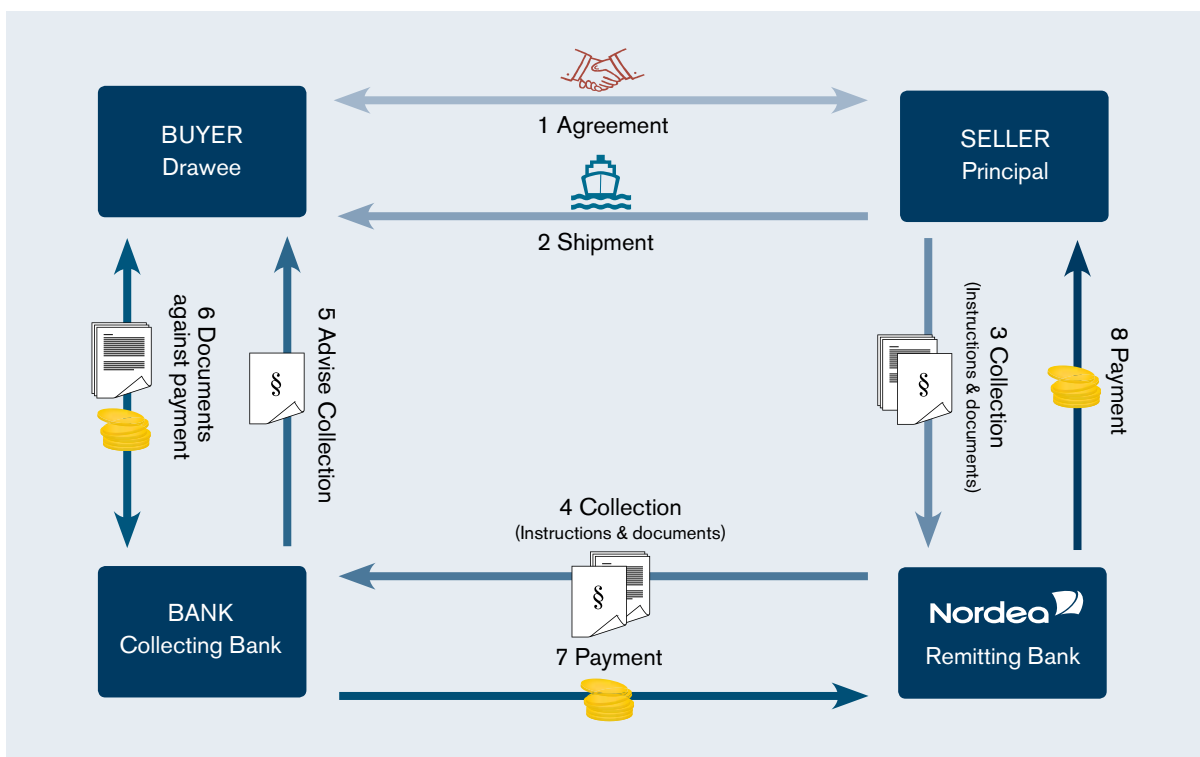 1 Agreement
BUYER
Drawee
SELLER
Principal
2 Shipment
6 Documents
against payment
§
5 Advise Collection
§
3 Collection
(Instructions & documents)
8 Payment
4 Collection
(Instructions & documents)
§
BANK
Collecting Bank
7 Payment
Nordea
Remitting Bank